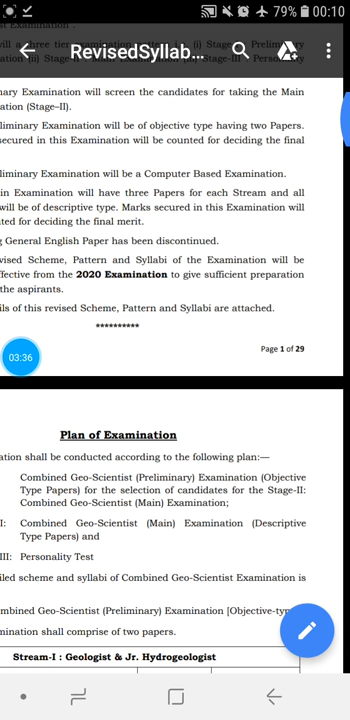 79% 00:10
st Examination .
RevisedSyllab..
nary Examination will screen the candidates for taking the Main
ation (Stage–II).
liminary Examination will be of objective type having two Papers.
secured in this Examination will be counted for deciding the final
liminary Examination will be a Computer Based Examination.
in Examination will have three Papers for each Stream and all
will be of descriptive type. Marks secured in this Examination will
ted for deciding the final merit.
g General English Paper has been discontinued.
vised Scheme, Pattern and Syllabi of the Examination will be
ffective from the 2020 Examination to give sufficient preparation
the aspirants.
ils of this revised Scheme, Pattern and Syllabi are attached.
**********
03:36
Page 1 of 29
Plan of Examination
ation shall be conducted according to the following plan:—
Combined Geo-Scientist (Preliminary) Examination (Objective
Type Papers) for the selection of candidates for the Stage-II:
Combined Geo-Scientist (Main) Examination;
I: Combined Geo-Scientist (Main) Examination (Descriptive
Type Papers) and
III: Personality Test
iled scheme and syllabi of Combined Geo-Scientist Examination is
mbined Geo-Scientist (Preliminary) Examination [Objective-typ
mination shall comprise of two papers.
Stream-I : Geologist & Jr. Hydrogeologist